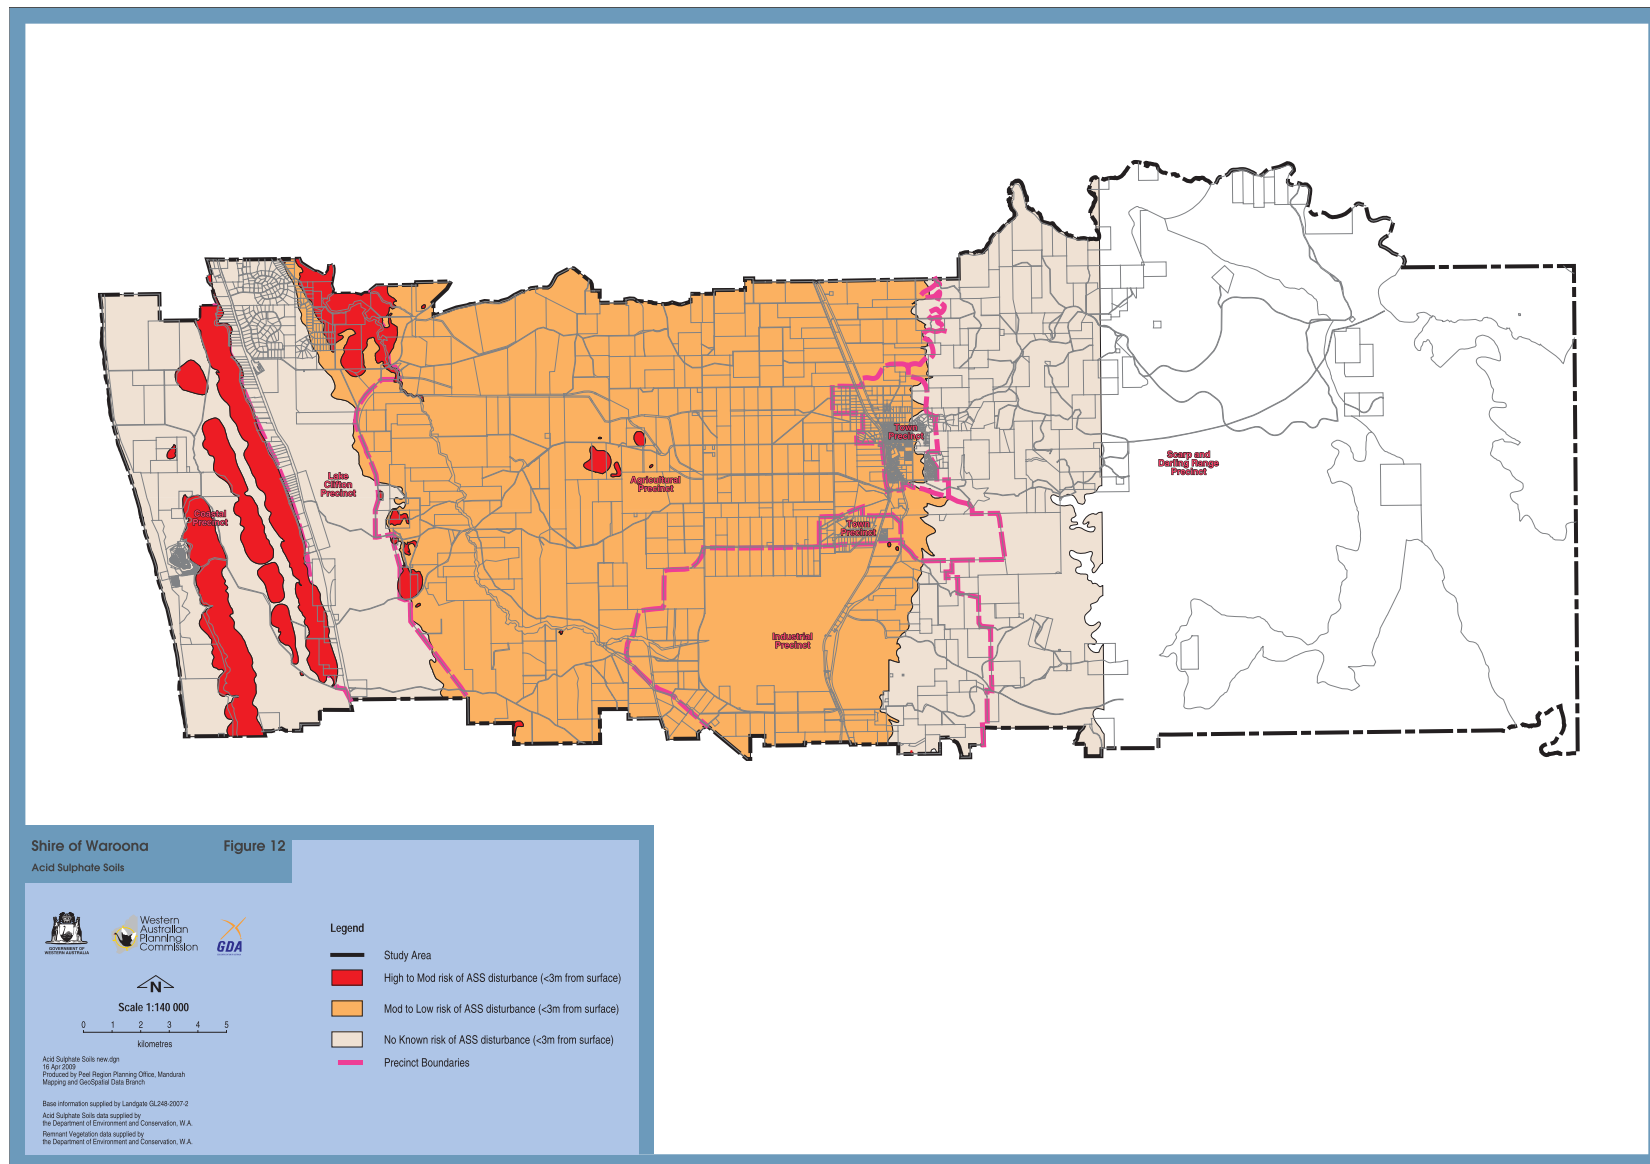 Town
Precinct
Scarp and
Darling Range
Precinct
Lake
Clifton
Precinct
Agricultural
Precinct
Coastal
Precinct
Town
Precinct
Industrial
Precinct
Shire of Waroona
Figure 12
Acid Sulphate Soils
GOVERNMENT OF
WESTERN AUSTRALIA
Western
Australian
Planning
Commission
GDA
N
Scale 1:140 000
0 1 2 3 4 5
kilometres
Legend
Study Area
High to Mod risk of ASS disturbance (<3m from surface)
Mod to Low risk of ASS disturbance (<3m from surface)
No Known risk of ASS disturbance (<3m from surface)
Precinct Boundaries
Acid Sulphate Soils new.dgn
16 Apr 2009
Produced by Peel Region Planning Office, Mandurah
Mapping and GeoSpatial Data Branch
Base information supplied by Landgate GL248-2007-2
Acid Sulphate Soils data supplied by
the Department of Environment and Conservation, W.A.
Remnant Vegetation data supplied by
the Department of Environment and Conservation, W.A.